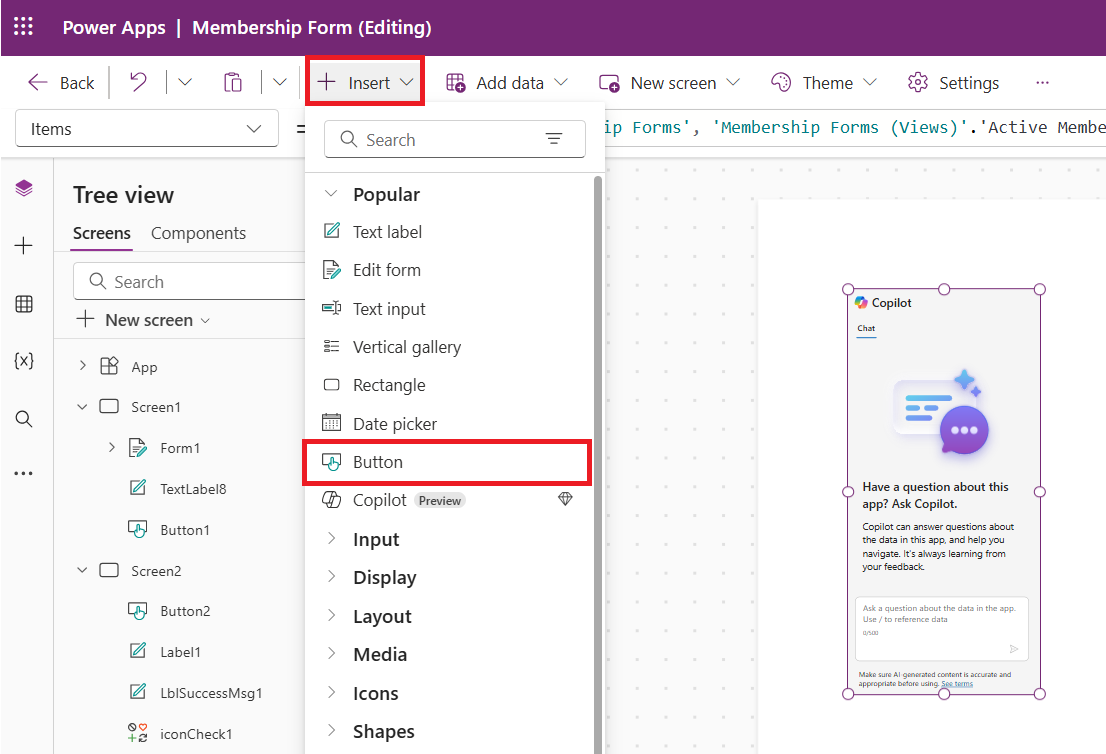 Power Apps | Membership Form (Editing)
Back
Insert
Add data
New screen
Theme
Settings
...
Items
=
ip Forms', 'Membership Forms (Views)'.'Active Membe
Search
Popular
Text label
Edit form
Text input
Vertical gallery
Rectangle
Date picker
Button
Copilot Preview
Input
Display
Layout
Media
Icons
Shapes
Tree view
Screens Components
Search
New screen
App
Screen1
Form1
TextLabel8
Button1
Screen2
Button2
Label1
LblSuccessMsg1
iconCheck1
Copilot
Chat
Have a question about this
app? Ask Copilot.
Copilot can answer questions about
the data in this app, and help you
navigate. It's always learning from
your feedback.
Ask a question about the data in the app.
Use / to reference data
0/500
Make sure AI-generated content is accurate and
appropriate before using. See terms